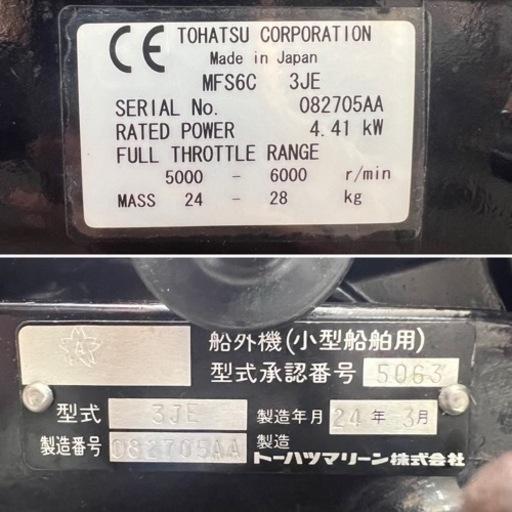 CE TOHATSU CORPORATION
Made in Japan
MFS6C 3JE
SERIAL No. 082705AA
RATED POWER 4.41 kW
FULL THROTTLE RANGE
5000 - 6000 r/min
MASS 24 - 28 kg
船外機(小型船舶用)
型式承認番号 5063
型式 3JE 製造年月 24年 3月
製造番号 082705AA 製造 トーハツマリーン株式会社